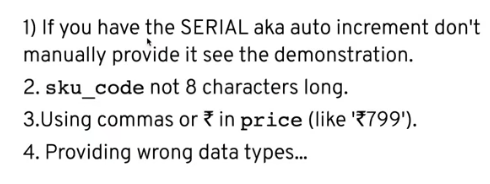 1) If you have the SERIAL aka auto increment don't
manually provide it see the demonstration.
2. sku_code not 8 characters long.
3.Using commas or ₹ in price (like '₹799').
4. Providing wrong data types...